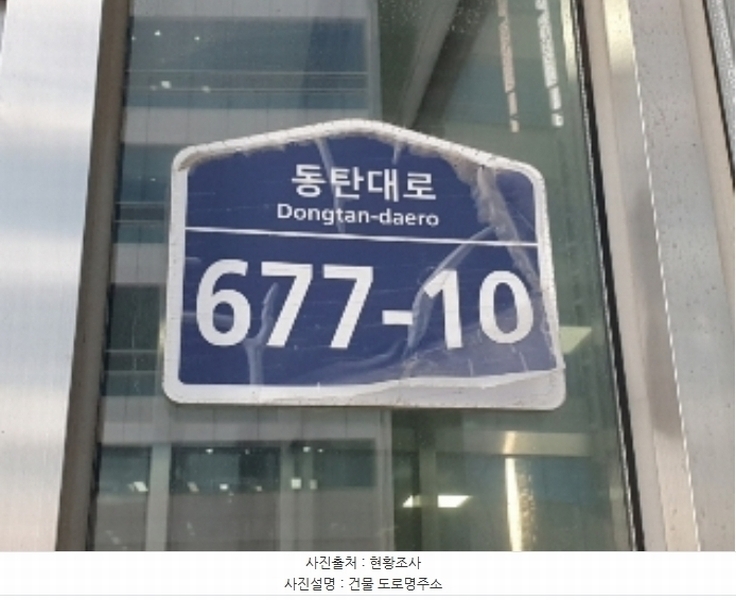 동탄대로
Dongtan-daero
677-10
사진출처 : 현황조사
사진설명 : 건물 도로명주소